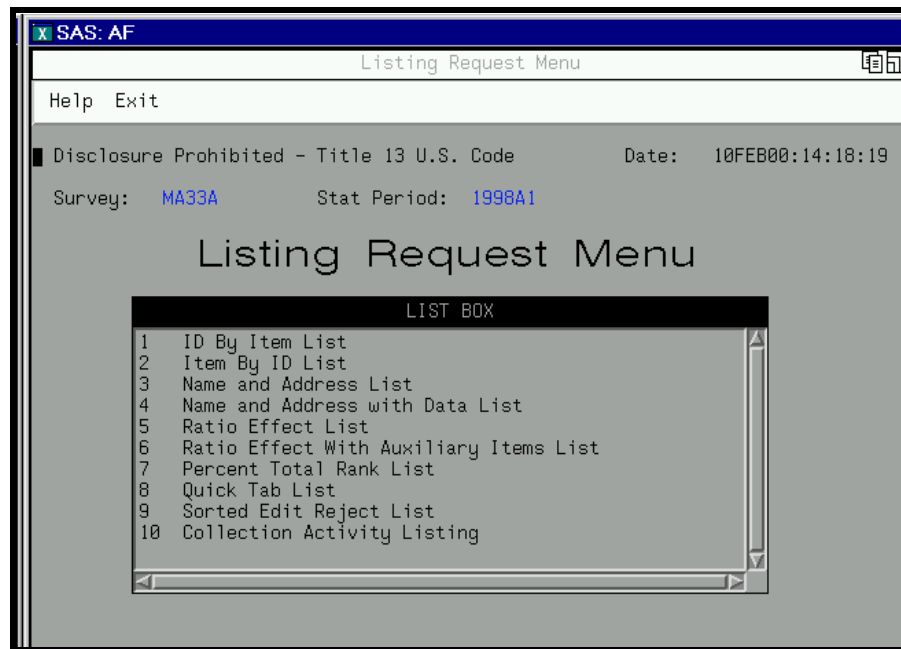 X SAS: AF
Listing Request Menu
Help Exit
Disclosure Prohibited - Title 13 U.S. Code Date: 10FEB00:14:18:19
Survey: MA33A Stat Period: 1998A1
Listing Request Menu
LIST BOX
1 ID By Item List
2 Item By ID List
3 Name and Address List
4 Name and Address with Data List
5 Ratio Effect List
6 Ratio Effect With Auxiliary Items List
7 Percent Total Rank List
8 Quick Tab List
9 Sorted Edit Reject List
10 Collection Activity Listing